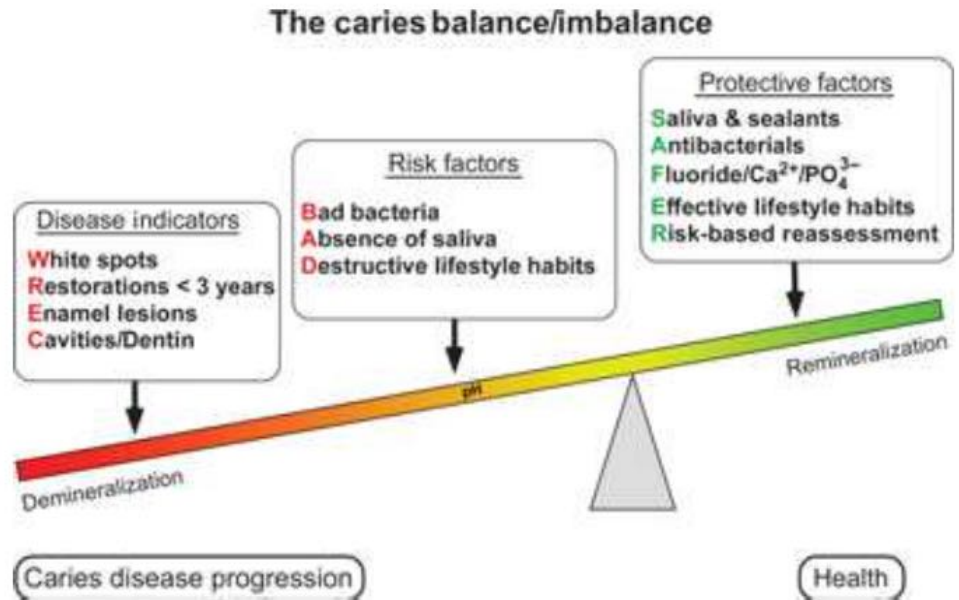 The caries balance/imbalance
Protective factors
Saliva & sealants
Antibacterials
Fluoride/Ca²⁺/PO₄³⁻
Effective lifestyle habits
Risk-based reassessment
Risk factors
Bad bacteria
Absence of saliva
Destructive lifestyle habits
Disease indicators
White spots
Restorations < 3 years
Enamel lesions
Cavities/Dentin
pH
Remineralization
Demineralization
Caries disease progression
Health